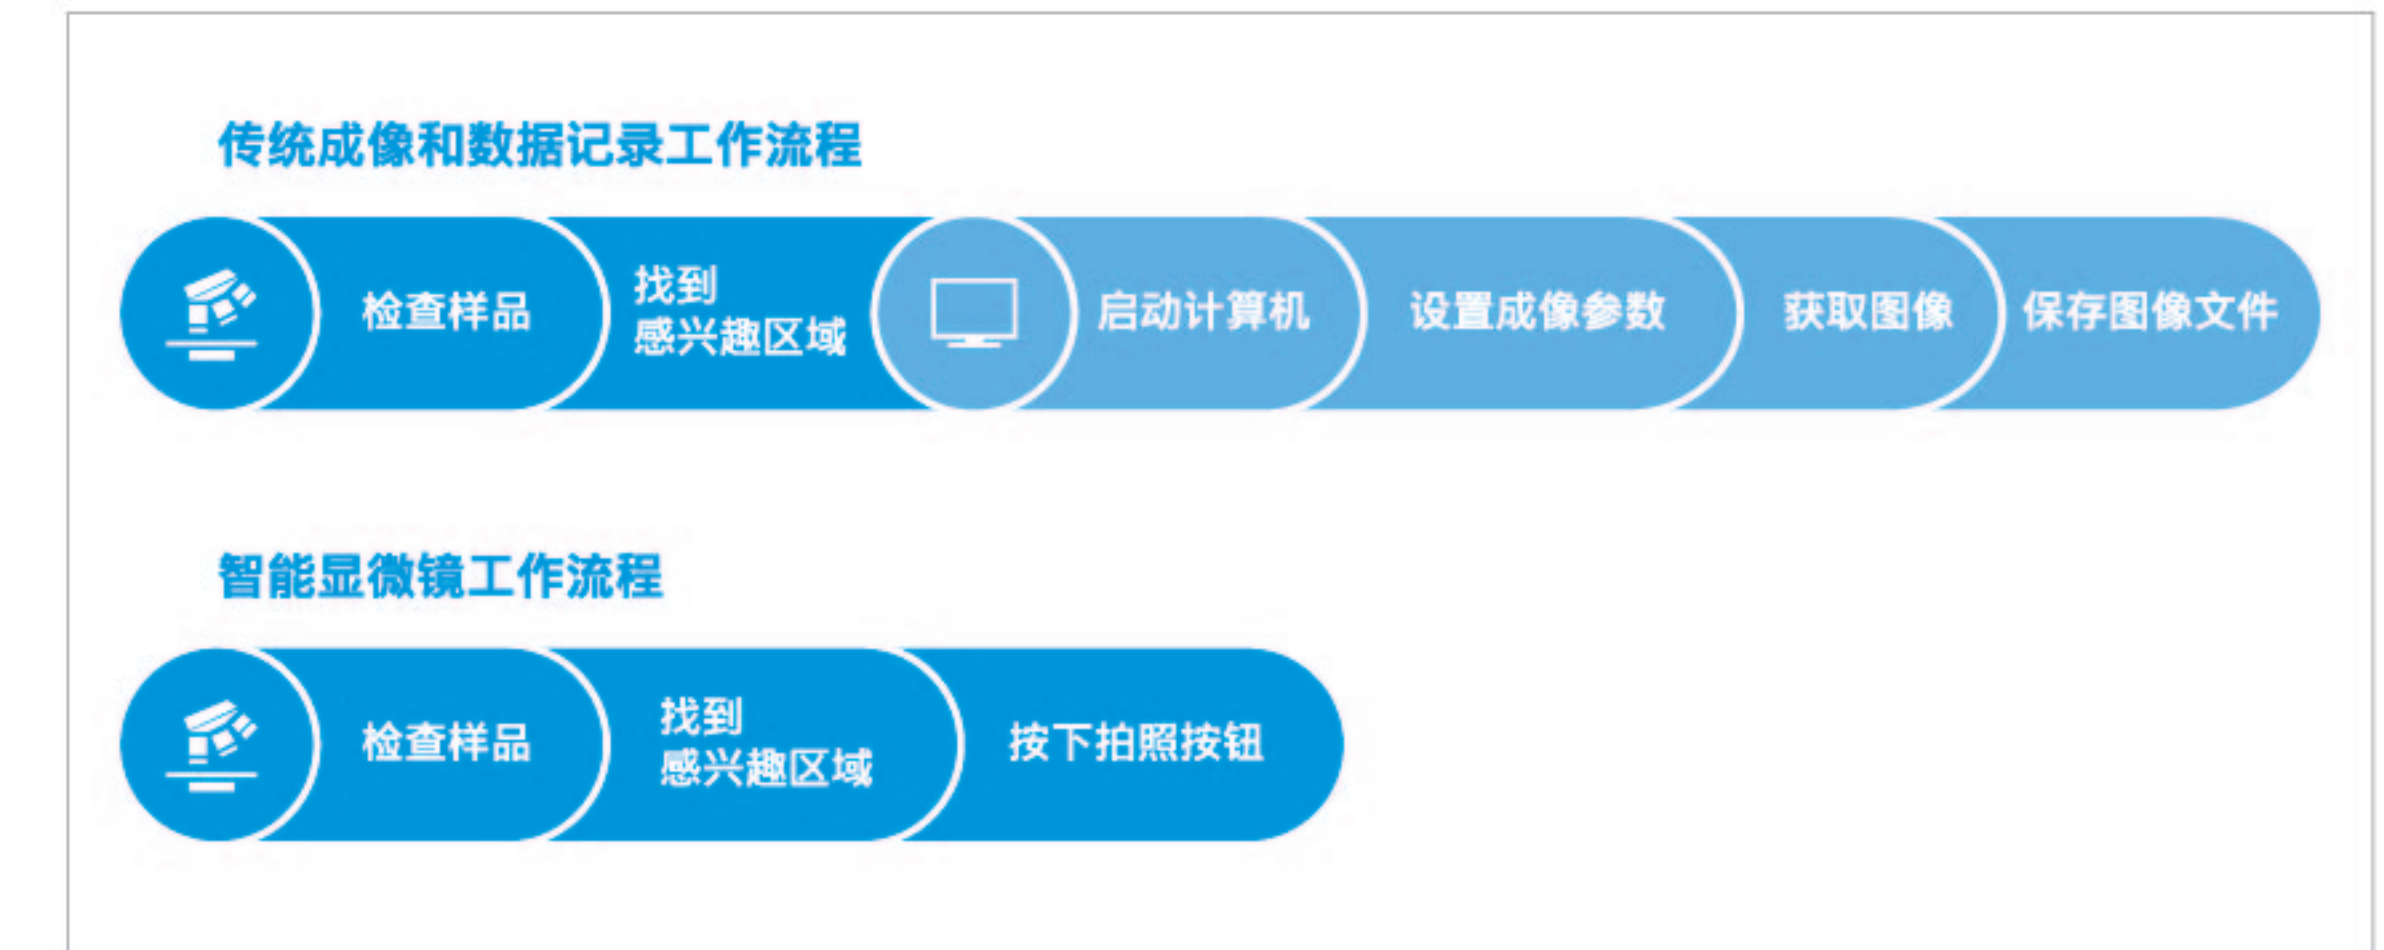 传统成像和数据记录工作流程
检查样品
找到
感兴趣区域
启动计算机
设置成像参数
获取图像
保存图像文件
智能显微镜工作流程
检查样品
找到
感兴趣区域
按下拍照按钮